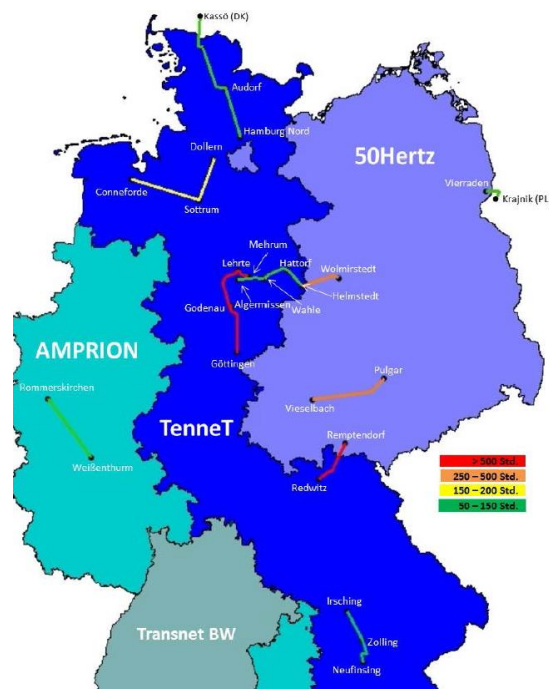 Kassö (DK)
Audorf
Hamburg Nord
Dollern
50Hertz
Vierraden
Krajnik (PL
Conneforde
Sottrum
Mehrum
Lehrte
Hattorf
Wolmirstedt
Helmstedt
Algermissen
Wahle
Godenau
AMPRION
Göttingen
Pulgar
Rommerskirchen
Vieselbach
TenneT
Remptendorf
Weißenthurm
Redwitz
> 500 Std.
250 – 500 Std.
150 – 200 Std.
50 – 150 Std.
Irsching
Transnet BW
Zolling
Neufinsing